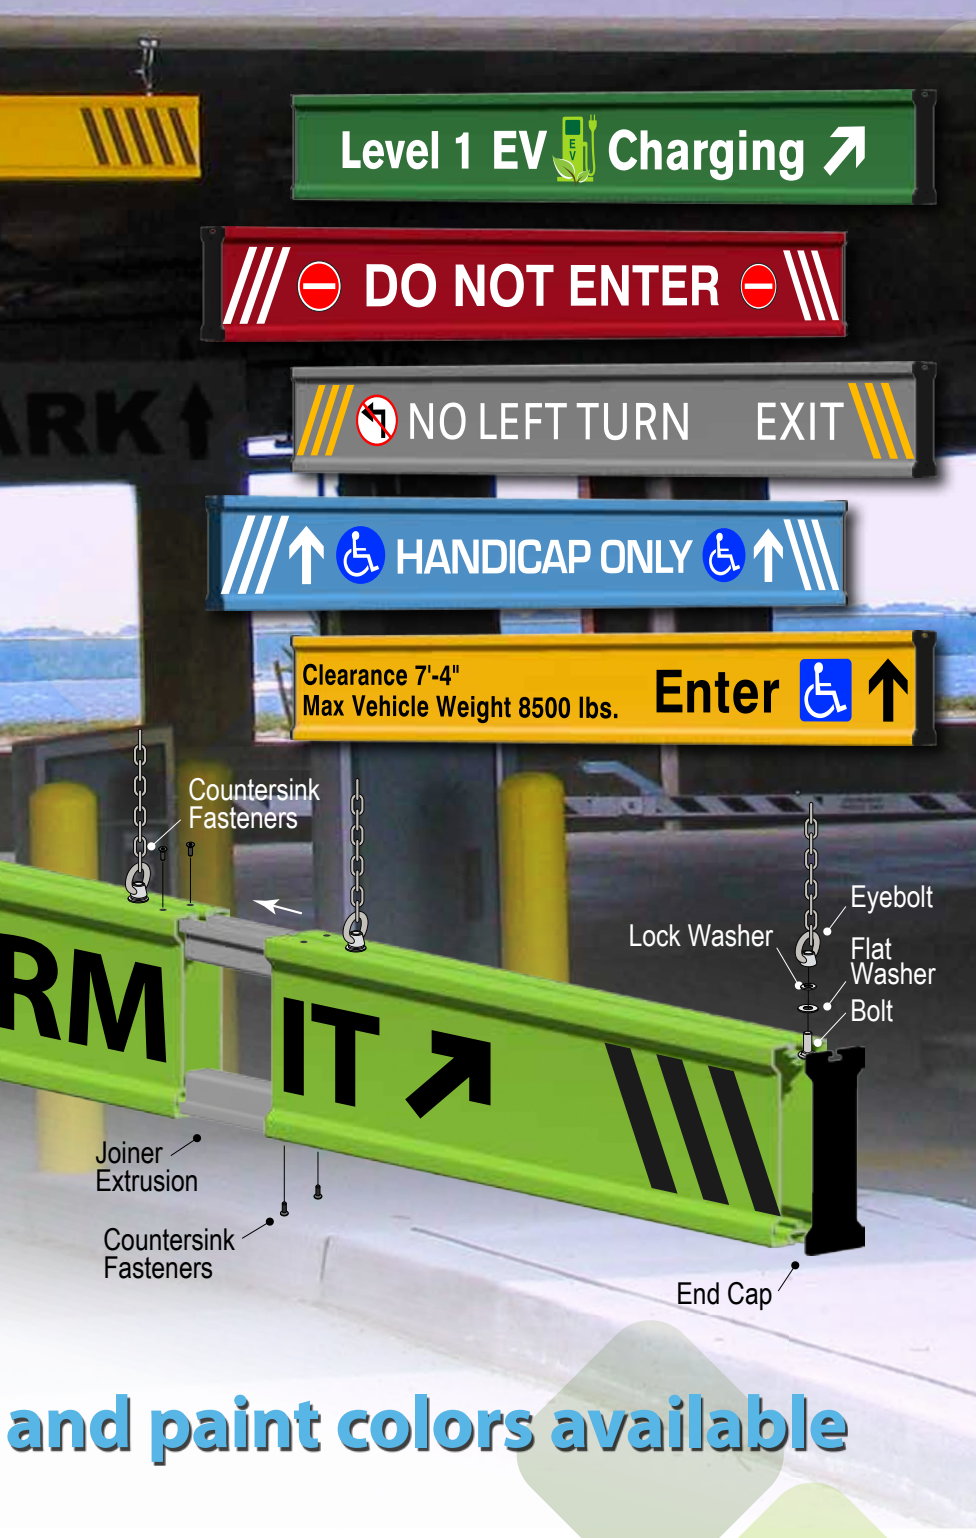 Level 1 EV Charging
EV
DO NOT ENTER
NO LEFT TURN EXIT
ARK
HANDICAP ONLY
Clearance 7'-4"
Max Vehicle Weight 8500 lbs.
Enter
Countersink
Fasteners
Eyebolt
Lock Washer
Flat
Washer
Bolt
RM
IT
Joiner
Extrusion
Countersink
Fasteners
End Cap
and paint colors available